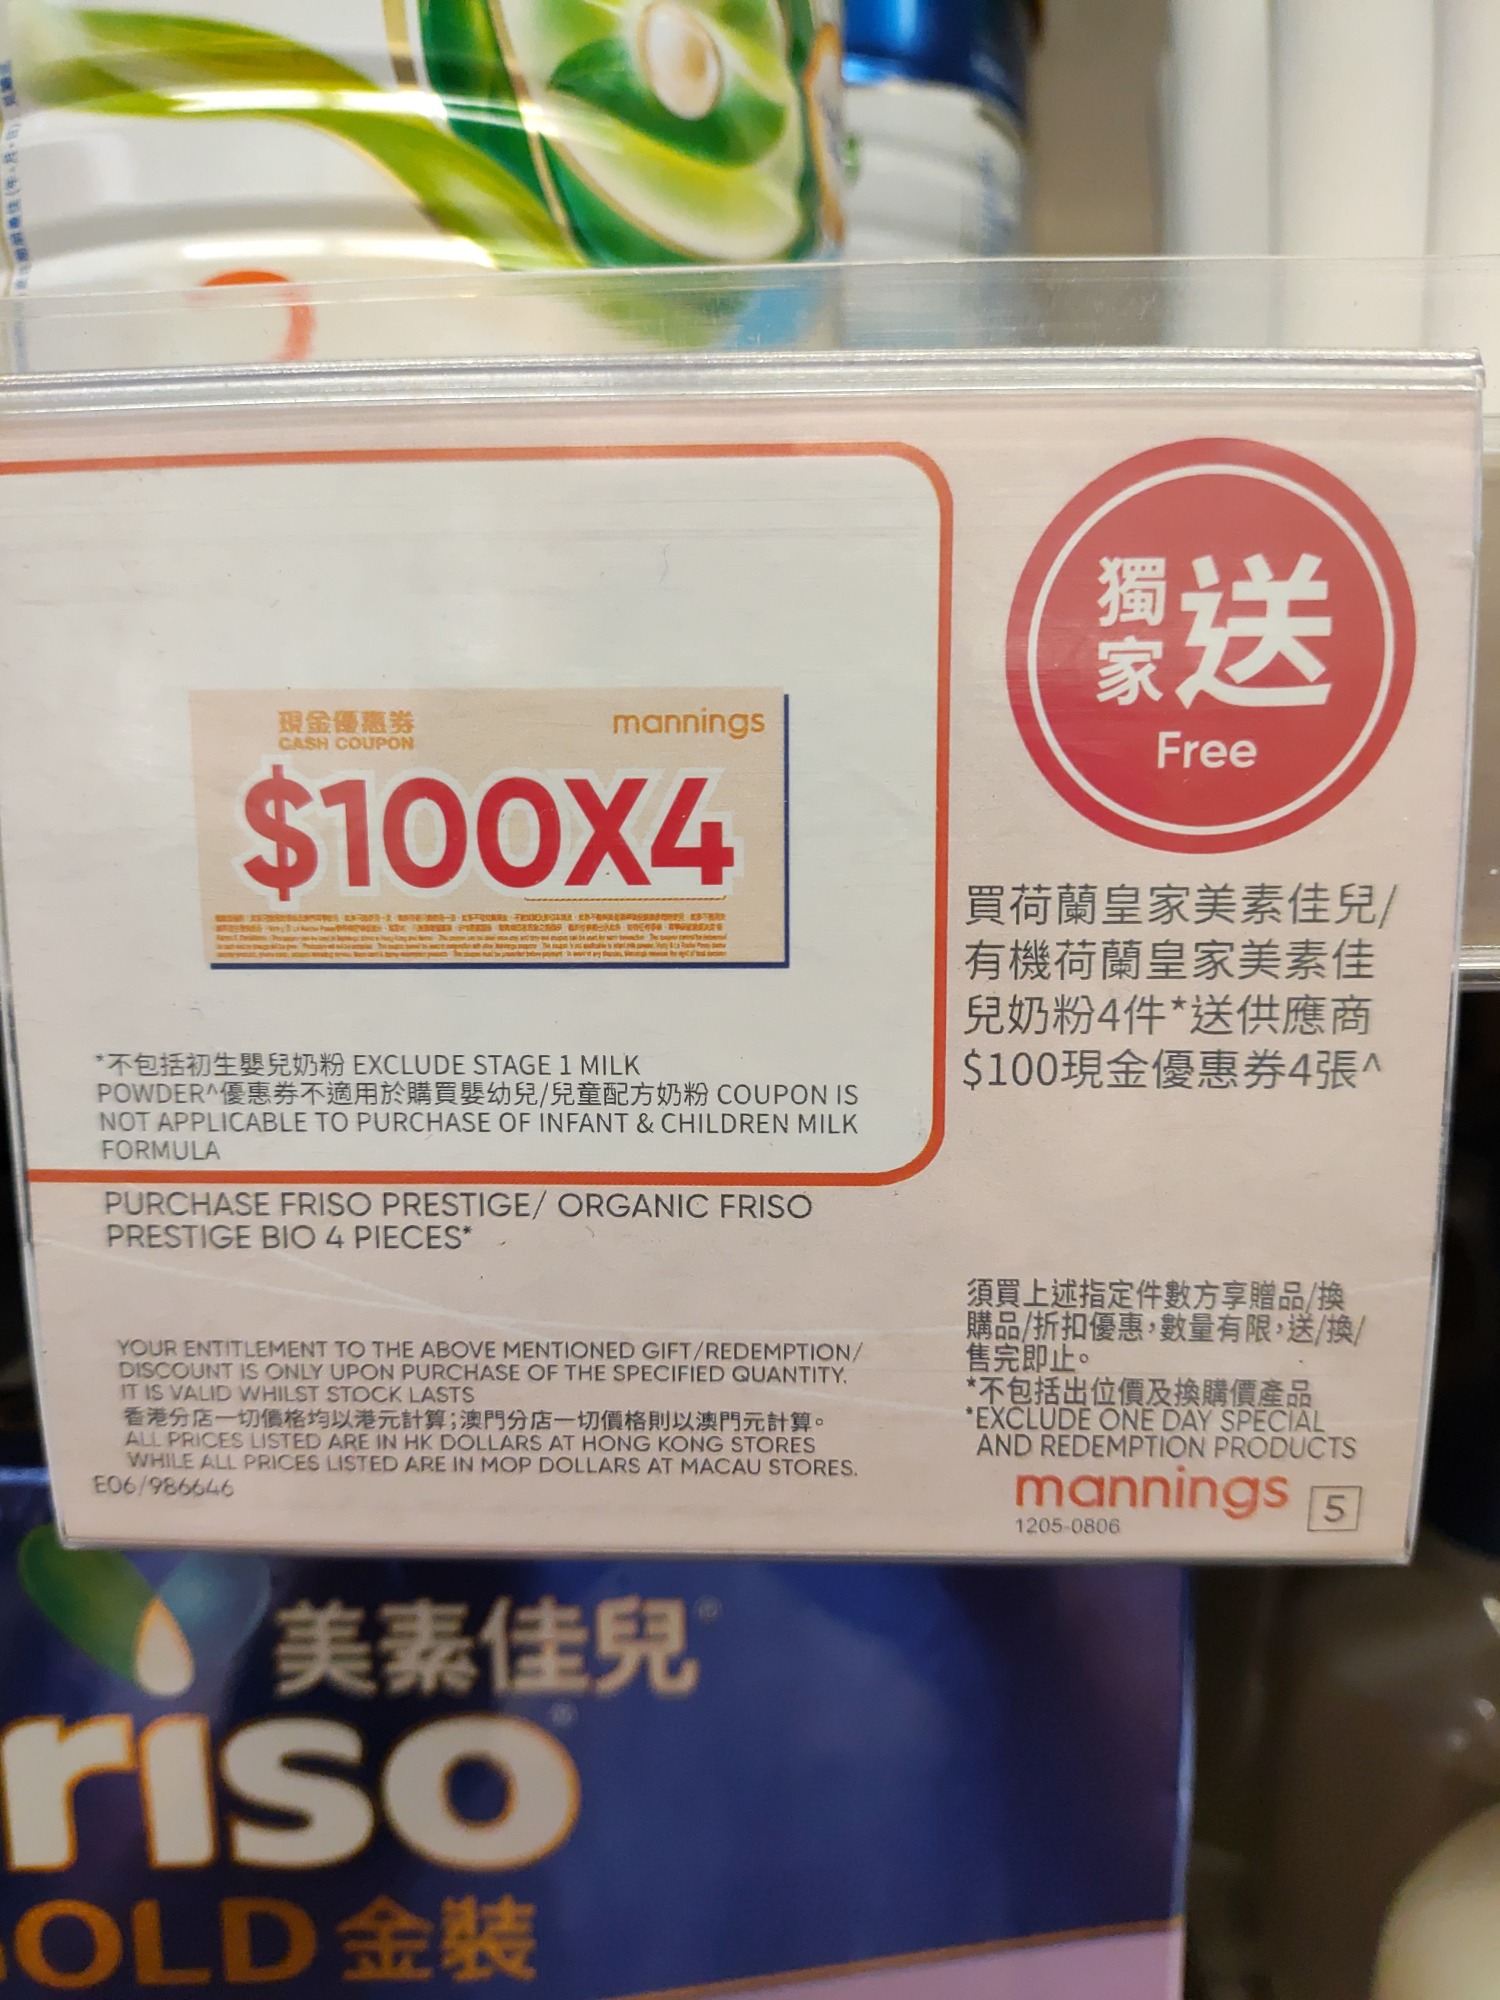 現金優惠券
CASH COUPON
mannings
$100X4
*不包括初生嬰兒奶粉 EXCLUDE STAGE 1 MILK
POWDER^優惠券不適用於購買嬰幼兒/兒童配方奶粉 COUPON IS
NOT APPLICABLE TO PURCHASE OF INFANT & CHILDREN MILK
FORMULA
PURCHASE FRISO PRESTIGE/ ORGANIC FRISO
PRESTIGE BIO 4 PIECES*
YOUR ENTITLEMENT TO THE ABOVE MENTIONED GIFT/REDEMPTION/
DISCOUNT IS ONLY UPON PURCHASE OF THE SPECIFIED QUANTITY.
IT IS VALID WHILST STOCK LASTS
香港分店一切價格均以港元計算;澳門分店一切價格則以澳門元計算。
ALL PRICES LISTED ARE IN HK DOLLARS AT HONG KONG STORES
WHILE ALL PRICES LISTED ARE IN MOP DOLLARS AT MACAU STORES.
E06/986646
獨家送
Free
買荷蘭皇家美素佳兒/
有機荷蘭皇家美素佳
兒奶粉4件*送供應商
$100現金優惠券4張^
須買上述指定件數方享贈品/換
購品/折扣優惠,數量有限,送/換/
售完即止。
*不包括出位價及換購價產品
*EXCLUDE ONE DAY SPECIAL
AND REDEMPTION PRODUCTS
mannings 5
1205-0806
美素佳兒®
riso
GOLD 金裝